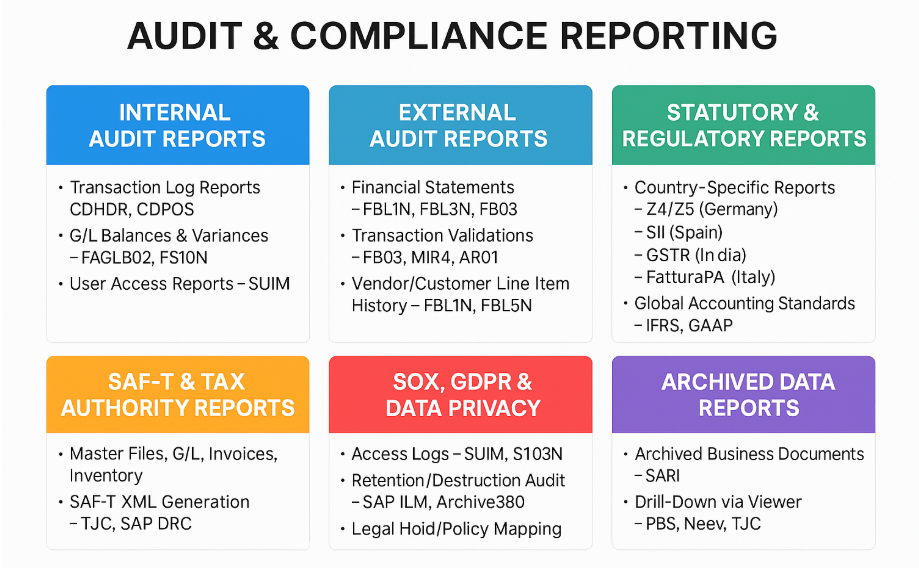 AUDIT & COMPLIANCE REPORTING
INTERNAL
AUDIT REPORTS
• Transaction Log Reports
CDHDR, CDPOS
• G/L Balances & Variances
– FAGLB02, FS10N
• User Access Reports – SUIM
EXTERNAL
AUDIT REPORTS
• Financial Statements
– FBL1N, FBL3N, FB03
• Transaction Validations
– FB03, MIR4, AR01
• Vendor/Customer Line Item
History – FBL1N, FBL5N
STATUTORY &
REGULATORY REPORTS
• Country-Specific Reports
– Z4/Z5 (Germany)
– SII (Spain)
– GSTR (India)
– FatturaPA (Italy)
• Global Accounting Standards
– IFRS, GAAP
SAF-T & TAX
AUTHORITY REPORTS
• Master Files, G/L, Invoices,
Inventory
• SAF-T XML Generation
– TJC, SAP DRC
SOX, GDPR &
DATA PRIVACY
• Access Logs – SUIM, S103N
• Retention/Destruction Audit
– SAP ILM, Archive380
• Legal Hoid/Policy Mapping
ARCHIVED DATA
REPORTS
• Archived Business Documents
– SARI
• Drill-Down via Viewer
– PBS, Neev, TJC